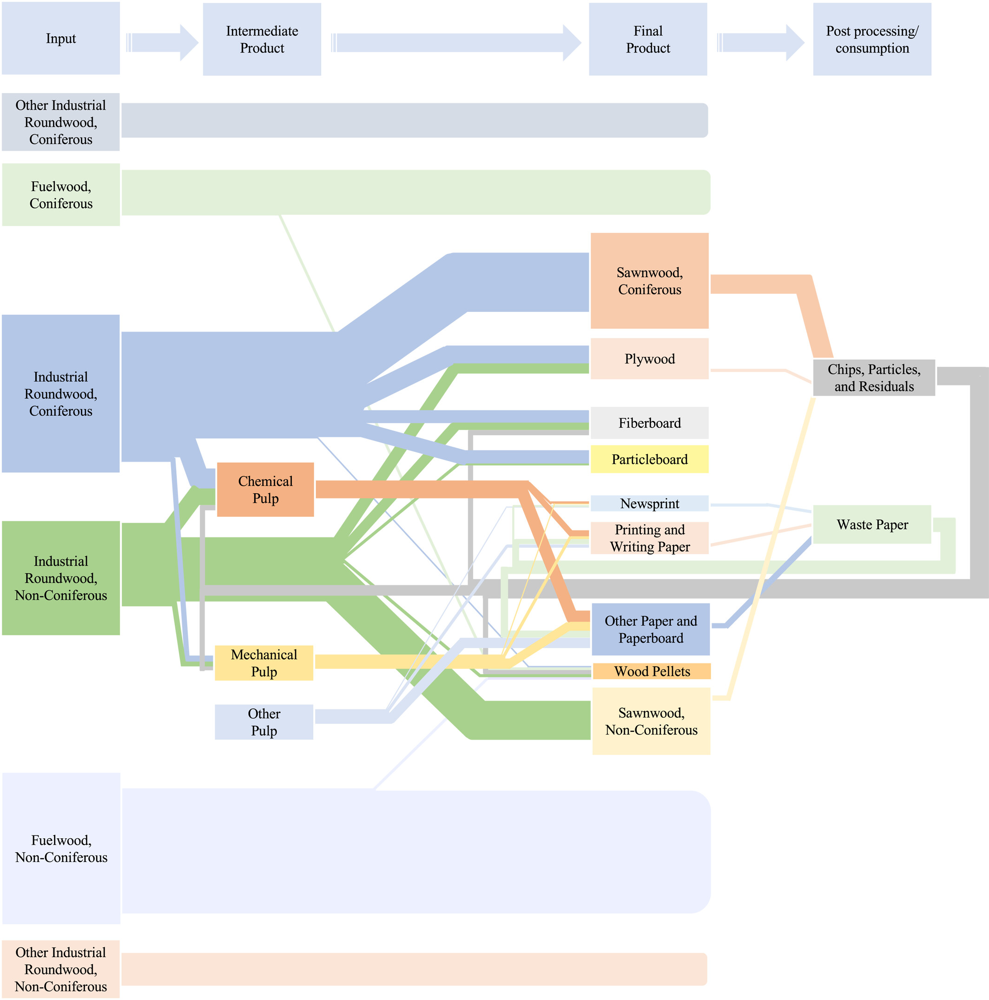 Input
Intermediate
Product
Final
Product
Post processing/
consumption
Other Industrial
Roundwood,
Coniferous
Fuelwood,
Coniferous
Sawnwood,
Coniferous
Industrial
Roundwood,
Coniferous
Plywood
Chips, Particles,
and Residuals
Fiberboard
Particleboard
Chemical
Pulp
Newsprint
Printing and
Writing Paper
Waste Paper
Industrial
Roundwood,
Non-Coniferous
Other Paper and
Paperboard
Mechanical
Pulp
Wood Pellets
Other
Pulp
Sawnwood,
Non-Coniferous
Fuelwood,
Non-Coniferous
Other Industrial
Roundwood,
Non-Coniferous